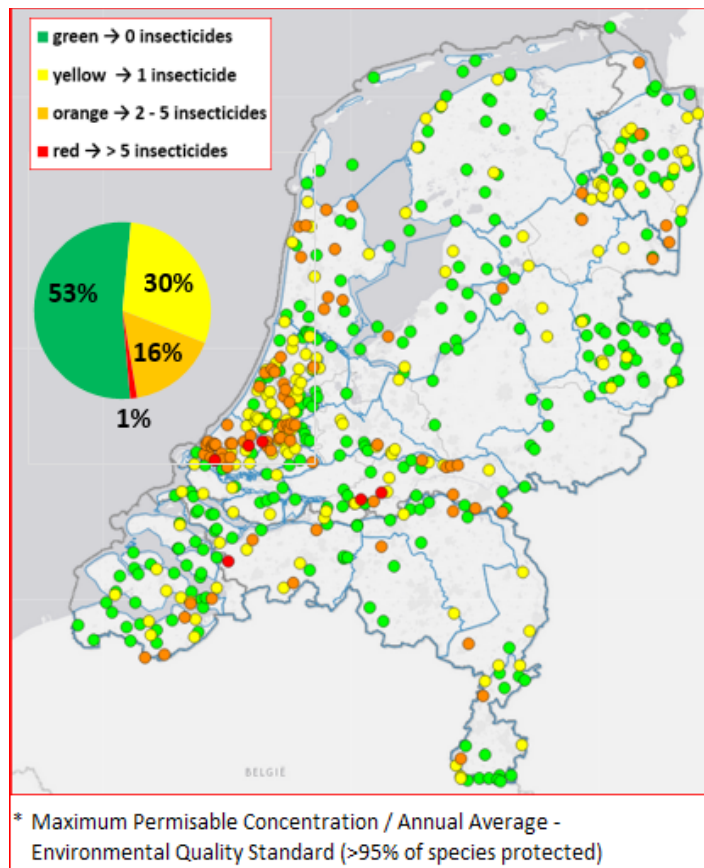 green → 0 insecticides
yellow → 1 insecticide
orange → 2 - 5 insecticides
red → > 5 insecticides
53%
30%
16%
1%
BELGIË
* Maximum Permisable Concentration / Annual Average -
Environmental Quality Standard (>95% of species protected)